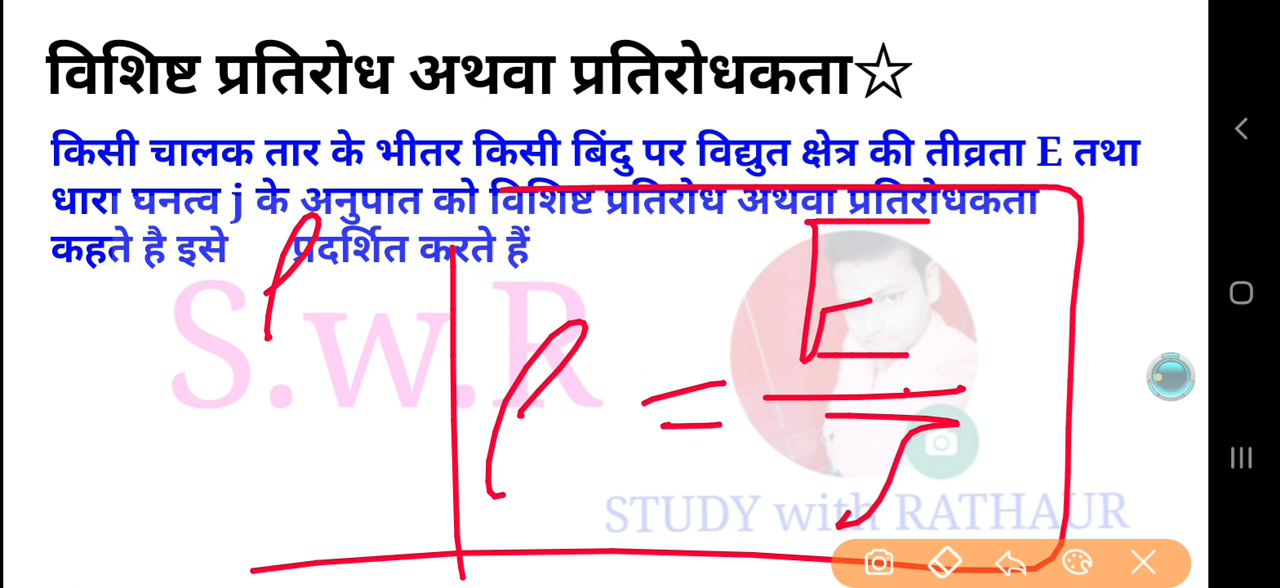 विशिष्ट प्रतिरोध अथवा प्रतिरोधकता☆
किसी चालक तार के भीतर किसी बिंदु पर विद्युत क्षेत्र की तीव्रता E तथा
धारा घनत्व j के अनुपात को विशिष्ट प्रतिरोध अथवा प्रतिरोधकता
कहते है इसे ρ प्रदर्शित करते हैं
S.w.R
ρ = E/J
STUDY with RATHAUR